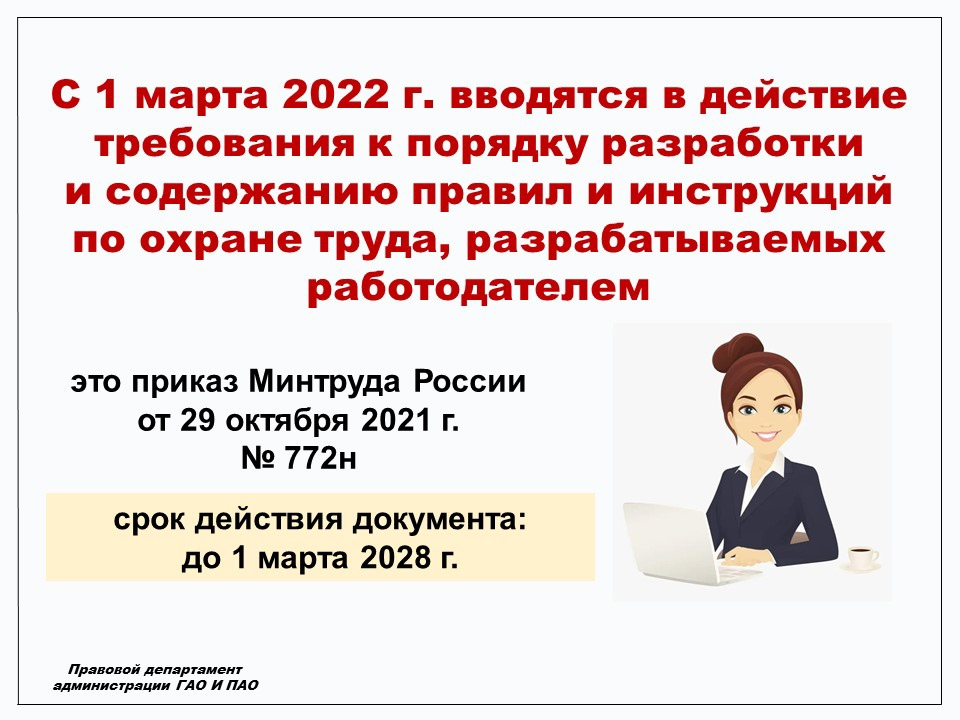 С 1 марта 2022 г. вводятся в действие
требования к порядку разработки
и содержанию правил и инструкций
по охране труда, разрабатываемых
работодателем
это приказ Минтруда России
от 29 октября 2021 г.
№ 772н
срок действия документа:
до 1 марта 2028 г.
Правовой департамент
администрации ГАО И ПАО